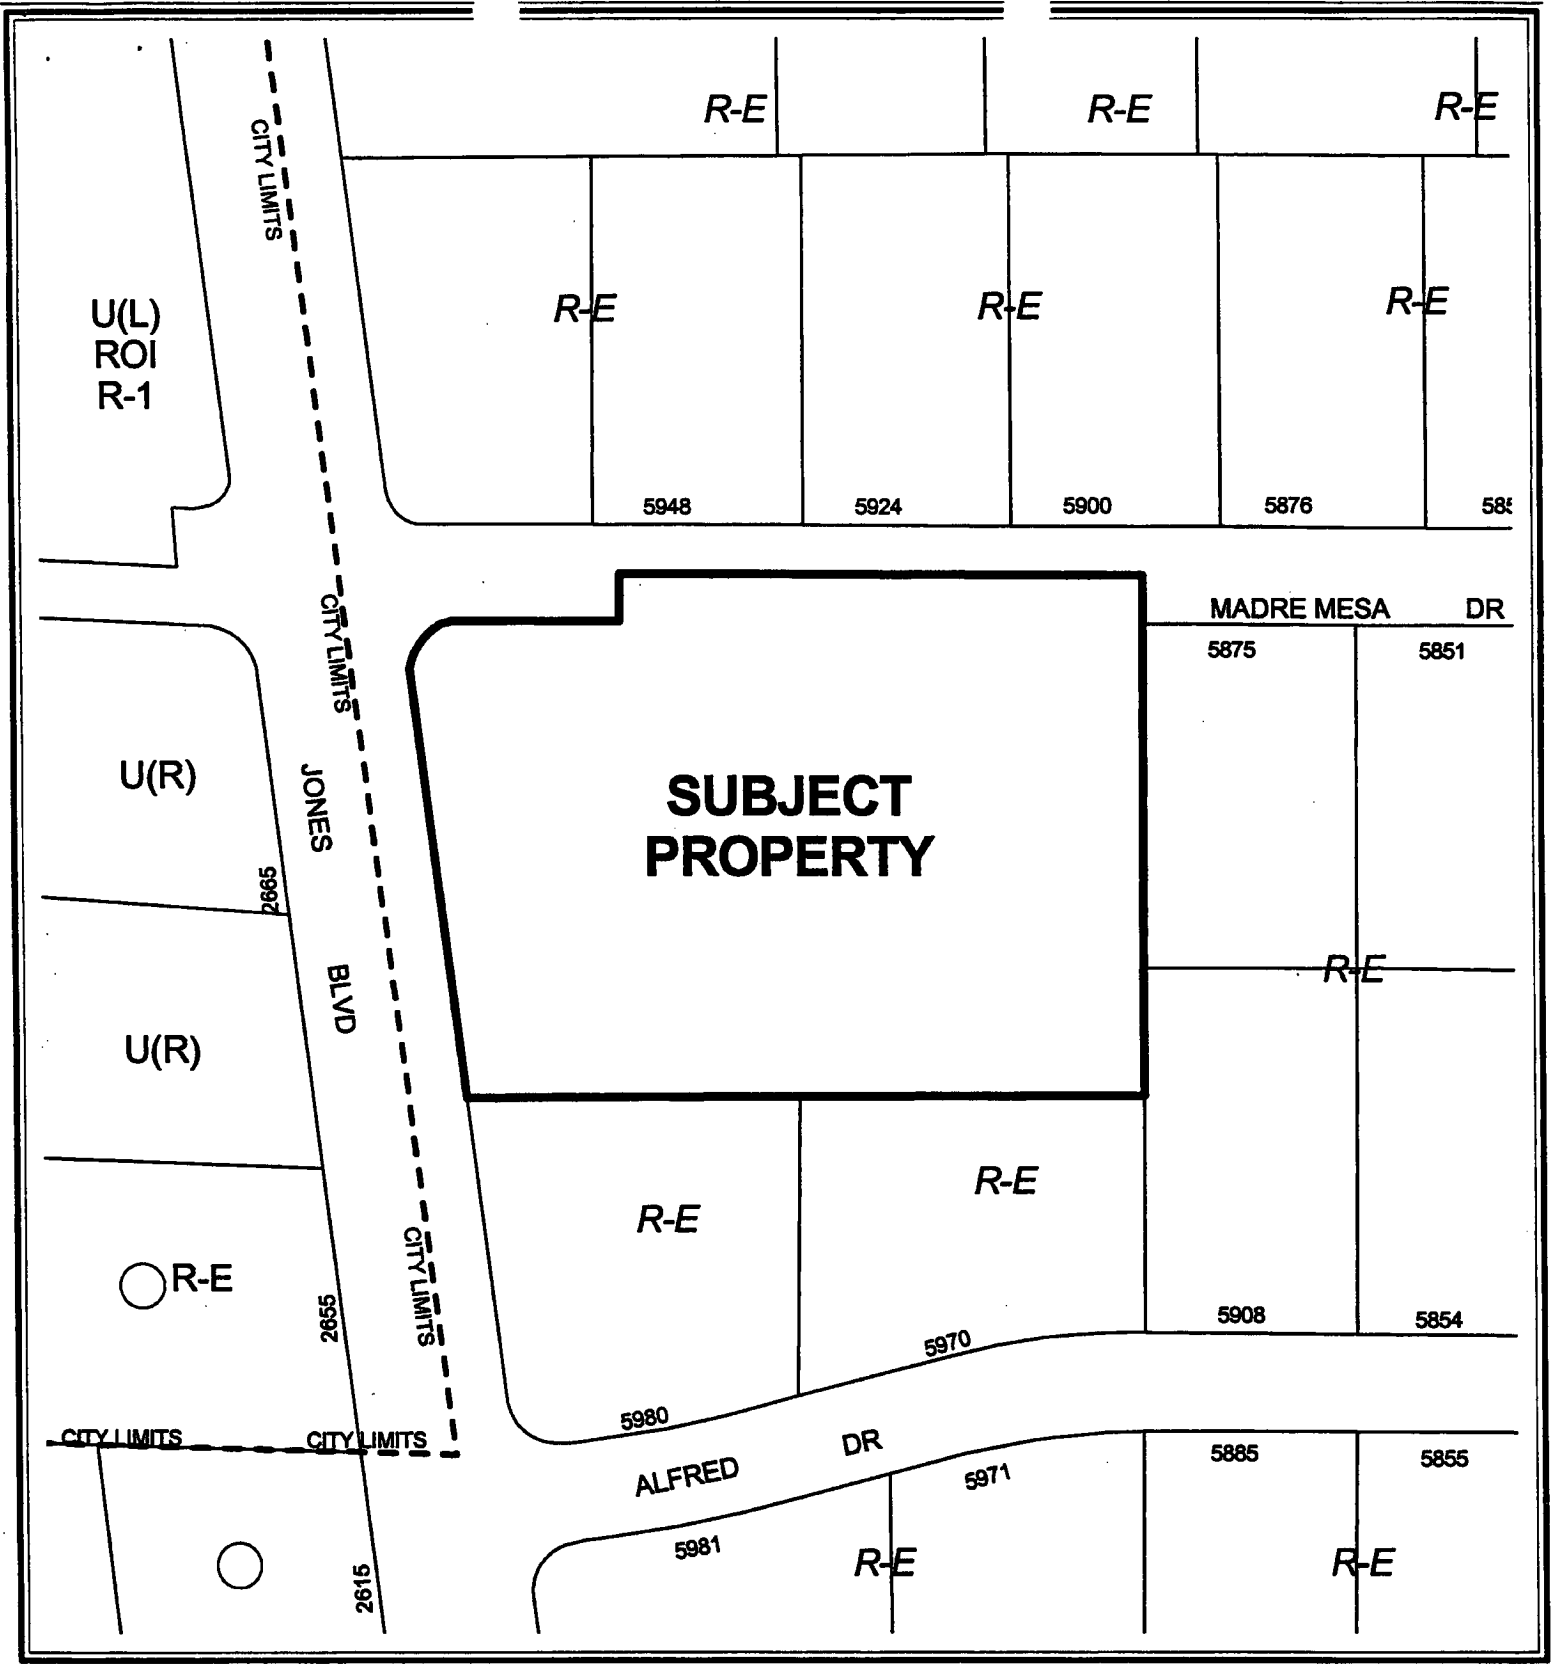 R-E
R-E
R-E
CITY LIMITS
U(L)
ROI
R-1
R-E
R-E
R-E
5948
5924
5900
5876
CITY LIMITS
MADRE MESA DR
5875
5851
U(R)
JONES
BLVD
2665
SUBJECT
PROPERTY
R-E
U(R)
R-E
R-E
R-E
2655
CITY LIMITS
5908
5854
5970
5980
CITY LIMITS
CITY LIMITS
ALFRED DR
5885
5855
5971
5981
2615
R-E
R-E